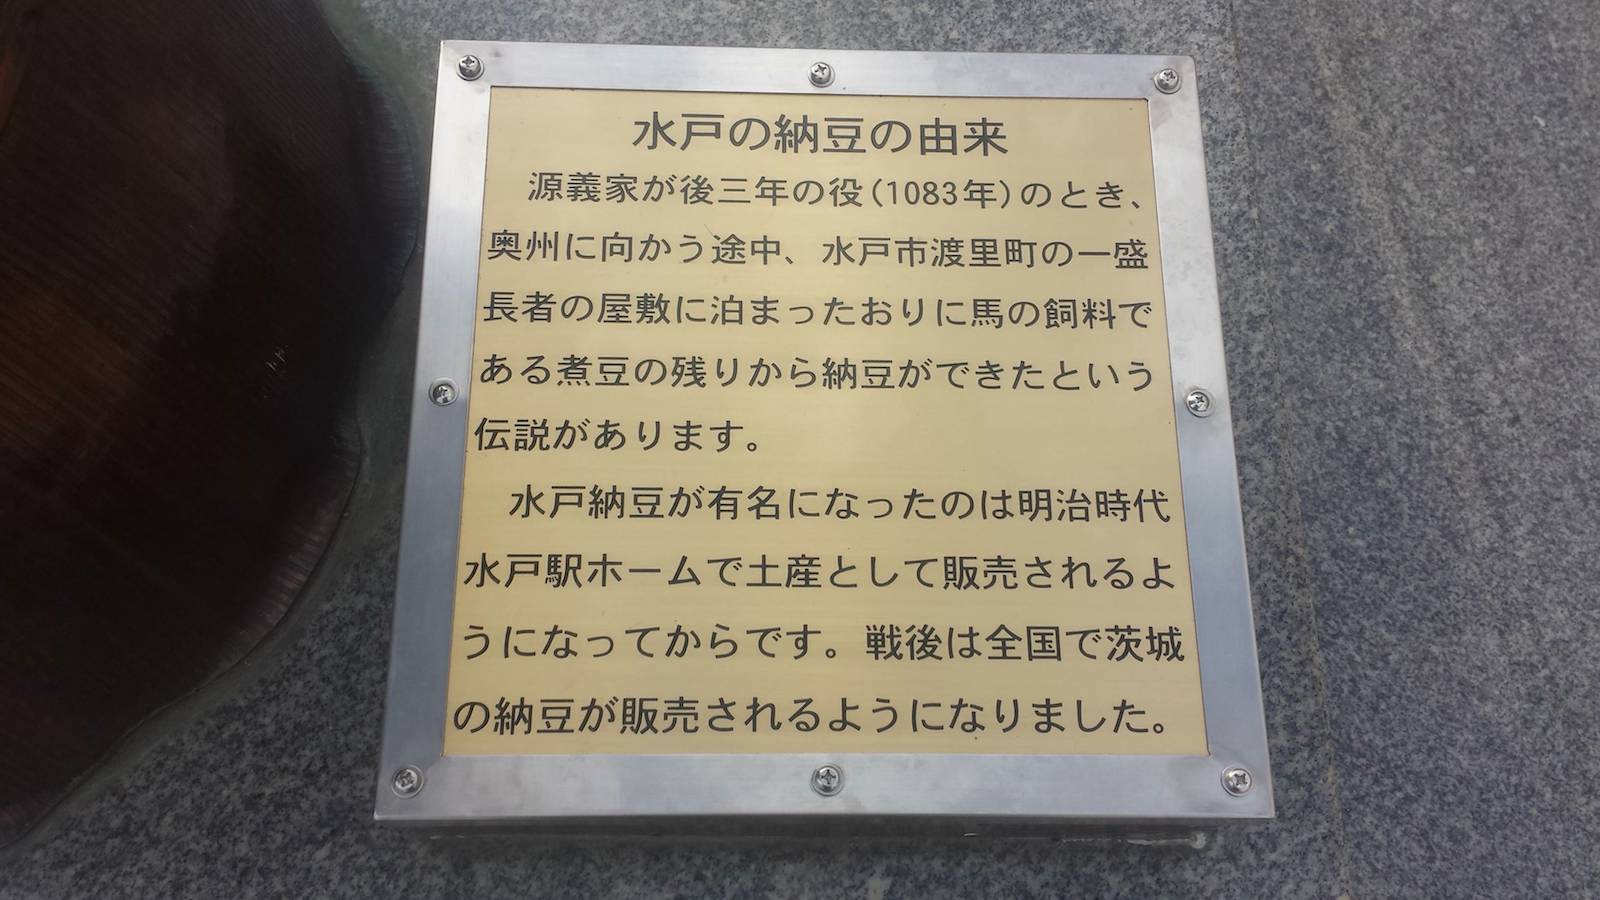 水戸の納豆の由来
源義家が後三年の役(1083年)のとき、
奥州に向かう途中、水戸市渡里町の一盛
長者の屋敷に泊まったおりに馬の飼料で
ある煮豆の残りから納豆ができたという
伝説があります。
水戸納豆が有名になったのは明治時代
水戸駅ホームで土産として販売されるよ
うになってからです。戦後は全国で茨城
の納豆が販売されるようになりました。